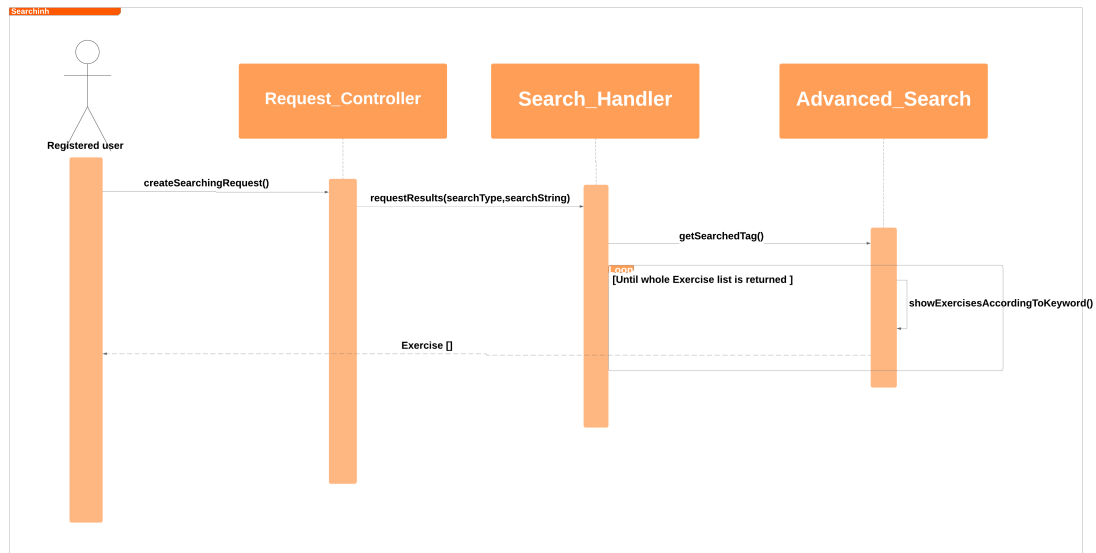 Searchinh
Request_Controller
Search_Handler
Advanced_Search
Registered user
createSearchingRequest()
requestResults(searchType,searchString)
getSearchedTag()
Loop
[Until whole Exercise list is returned ]
showExercisesAccordingToKeyword()
Exercise []